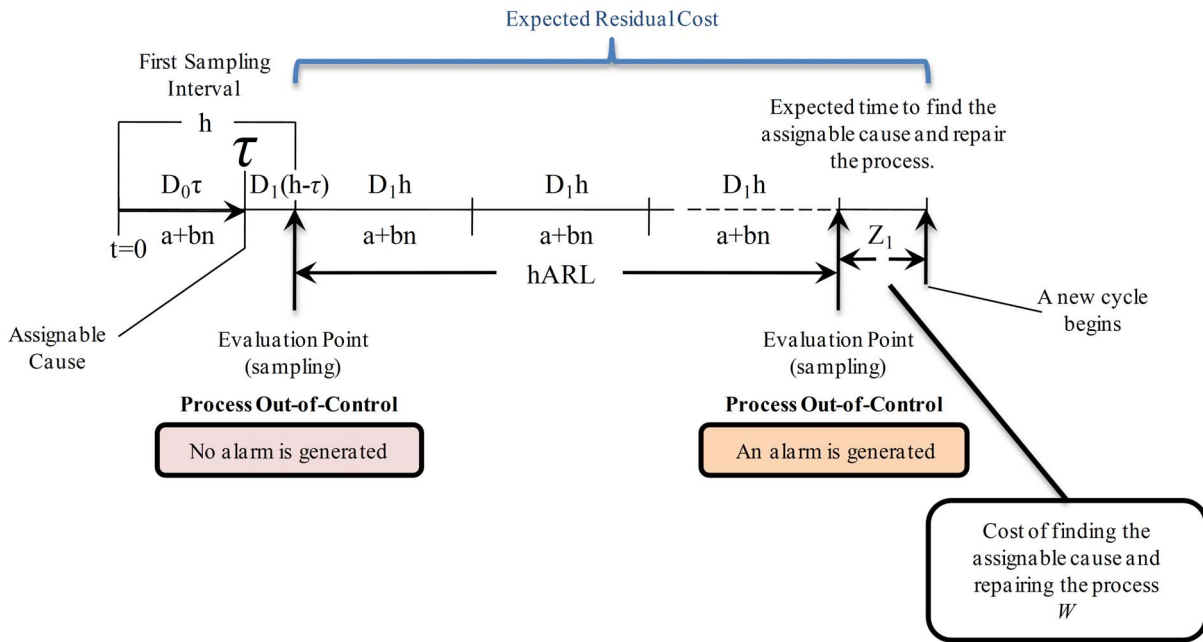 Expected Residual Cost
First Sampling
Interval
h
τ
Expected time to find the
assignable cause and repair
the process.
D₀τ
D₁(h-τ)
D₁h
D₁h
D₁h
t=0
a+bn
a+bn
a+bn
a+bn
Z₁
hARL
Assignable
Cause
Evaluation Point
(sampling)
Process Out-of-Control
No alarm is generated
Evaluation Point
(sampling)
Process Out-of-Control
An alarm is generated
A new cycle
begins
Cost of finding the
assignable cause and
repairing the process
W